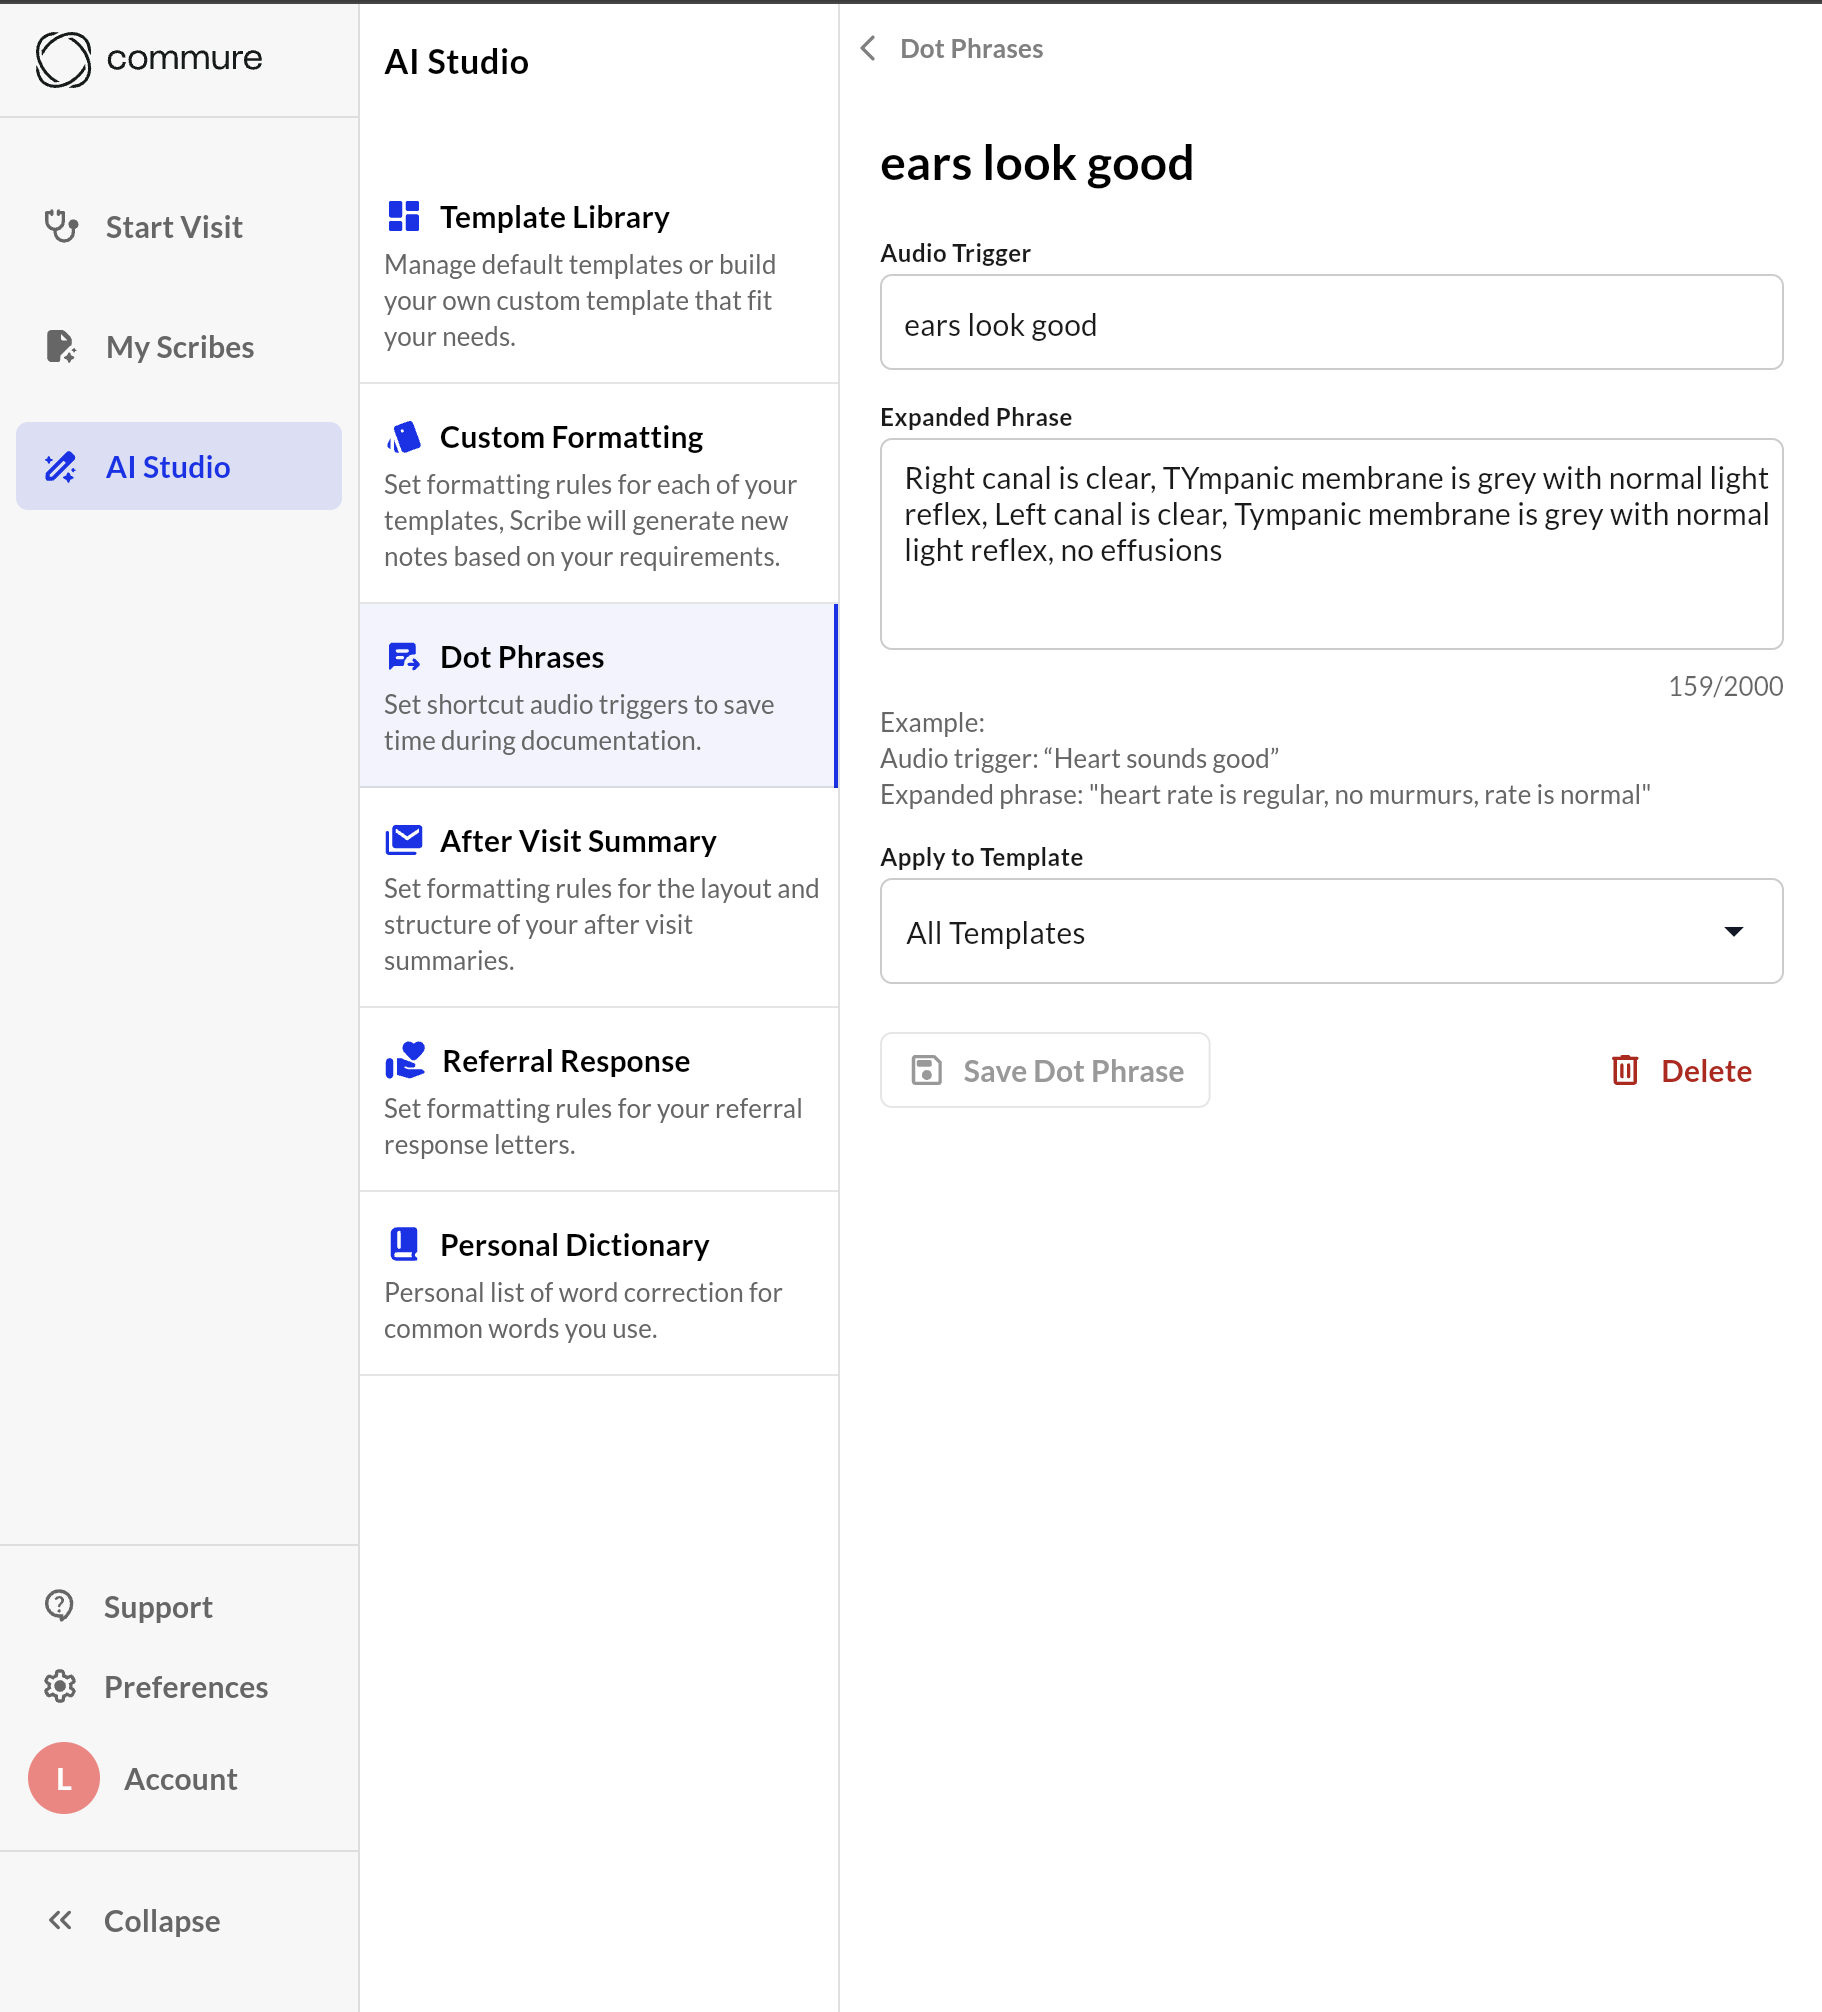 commure
Start Visit
My Scribes
AI Studio
Support
Preferences
L
Account
Collapse
AI Studio
Template Library
Manage default templates or build
your own custom template that fit
your needs.
Custom Formatting
Set formatting rules for each of your
templates, Scribe will generate new
notes based on your requirements.
Dot Phrases
Set shortcut audio triggers to save
time during documentation.
After Visit Summary
Set formatting rules for the layout and
structure of your after visit
summaries.
Referral Response
Set formatting rules for your referral
response letters.
Personal Dictionary
Personal list of word correction for
common words you use.
Dot Phrases
ears look good
Audio Trigger
ears look good
Expanded Phrase
Right canal is clear, TYmpanic membrane is grey with normal light
reflex, Left canal is clear, Tympanic membrane is grey with normal
light reflex, no effusions
159/2000
Example:
Audio trigger: “Heart sounds good”
Expanded phrase: "heart rate is regular, no murmurs, rate is normal"
Apply to Template
All Templates
Save Dot Phrase
Delete